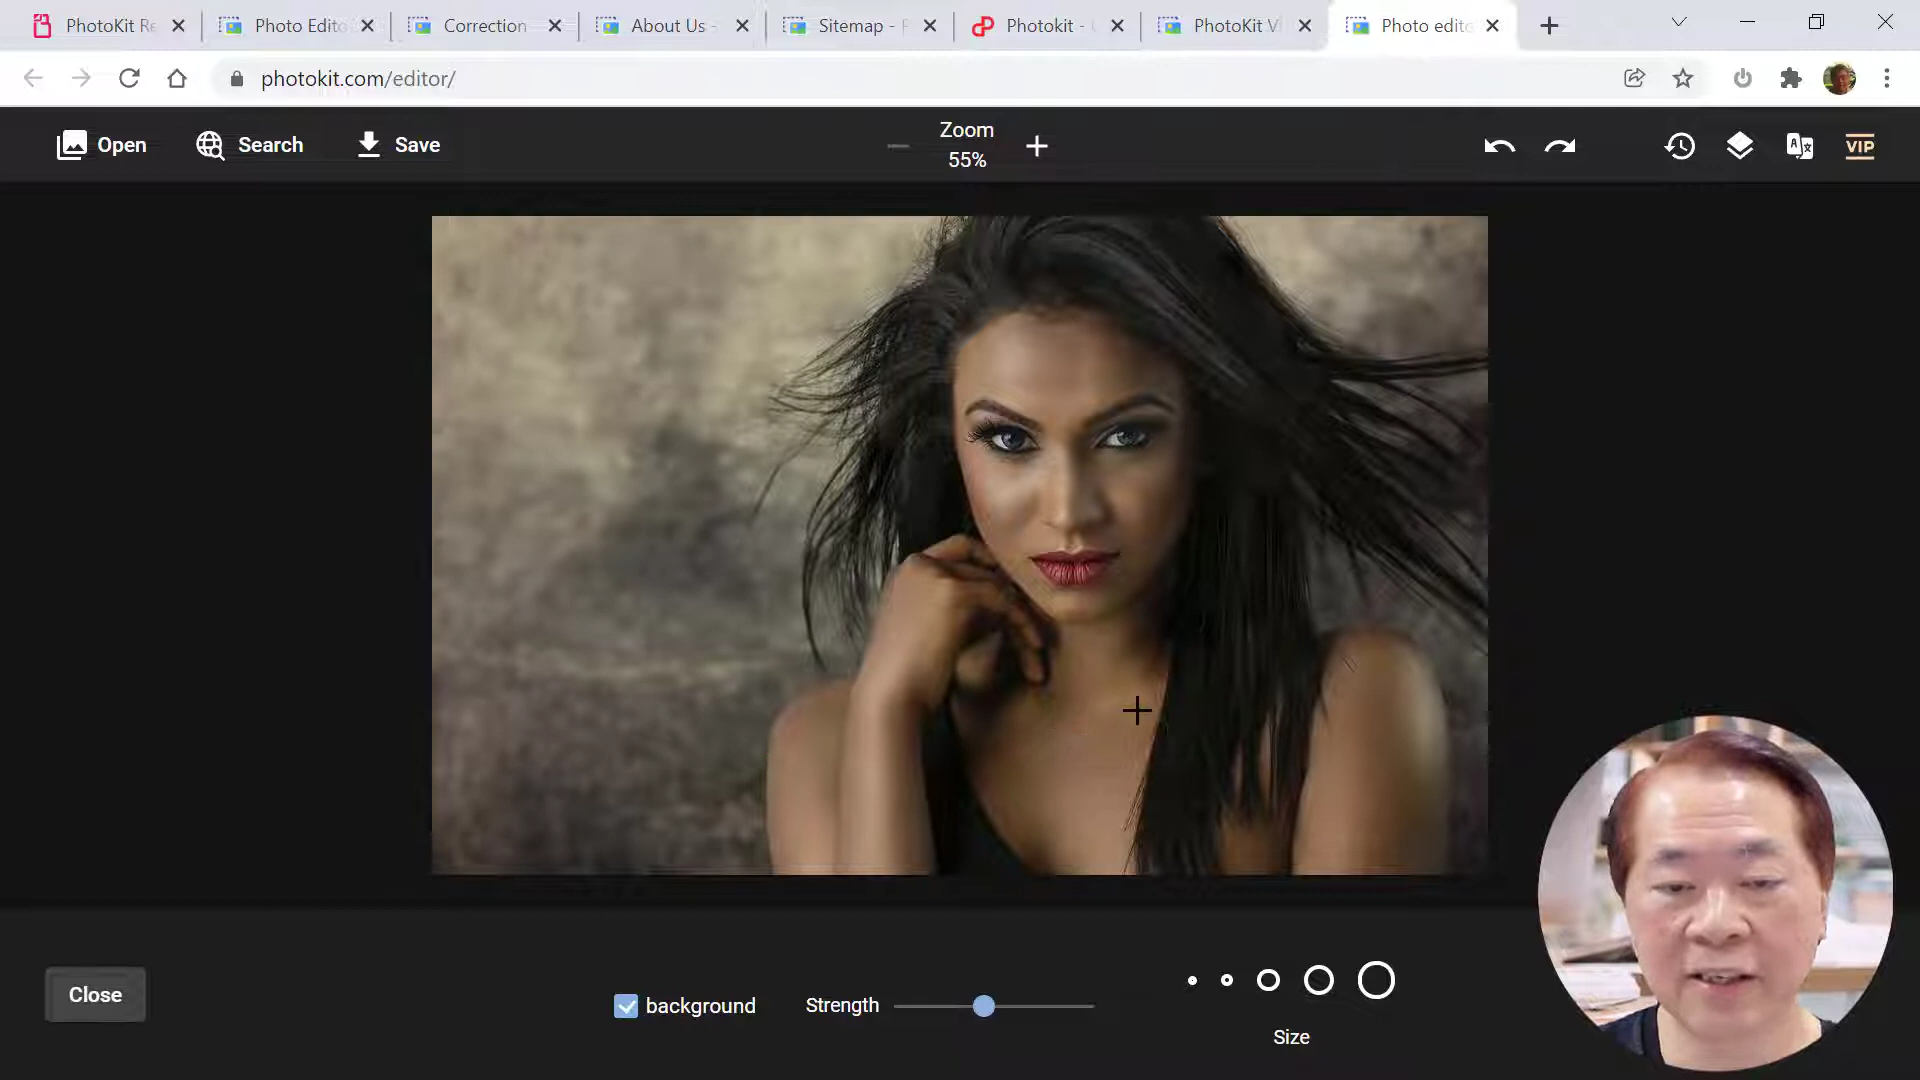 PhotoKit Re
Photo Edito
Correction
About Us -
Sitemap - P
Photokit -
PhotoKit VI
Photo edito
photokit.com/editor/
Open
Search
Save
Zoom
55%
VIP
Close
background
Strength
Size